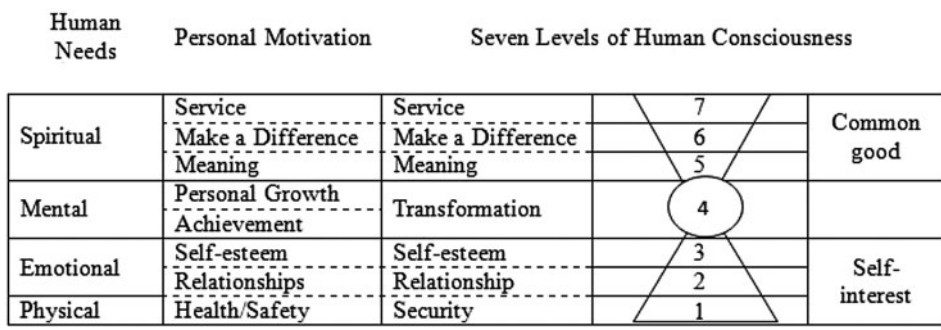 Human
Needs
Personal Motivation
Seven Levels of Human Consciousness
Spiritual
Service
Service
7
Common
good
Make a Difference
Make a Difference
6
Meaning
Meaning
5
Mental
Personal Growth
Achievement
Transformation
4
Emotional
Self-esteem
Self-esteem
3
Self-
interest
Relationships
Relationship
2
Physical
Health/Safety
Security
1